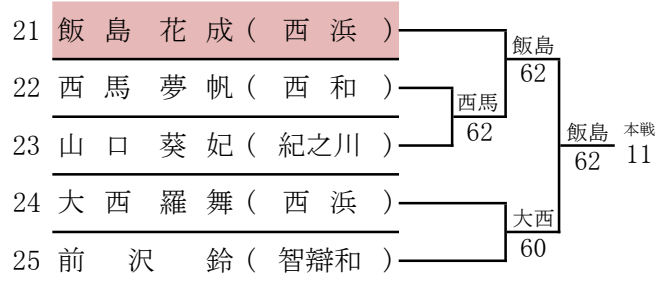 21 飯島 花成(西浜)
22 西馬 夢帆(西和)
23 山口 葵妃(紀之川)
24 大西 羅舞(西浜)
25 前沢 鈴(智辯和)
西馬
62
飯島
62
大西
60
飯島
62
本戦
11